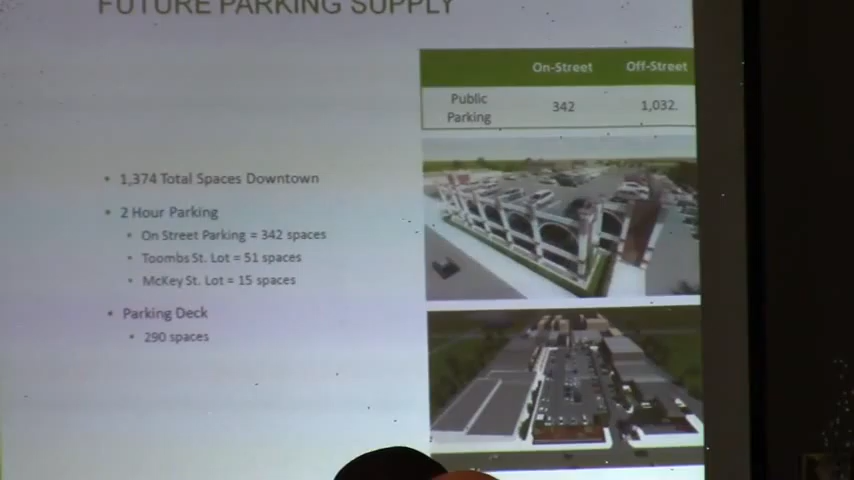 FUTURE PARKING SUPPLY
On-Street Off-Street
Public Parking 342 1,032
• 1,374 Total Spaces Downtown
• 2 Hour Parking
• On Street Parking = 342 spaces
• Toombs St. Lot = 51 spaces
• McKey St. Lot = 15 spaces
• Parking Deck
• 290 spaces